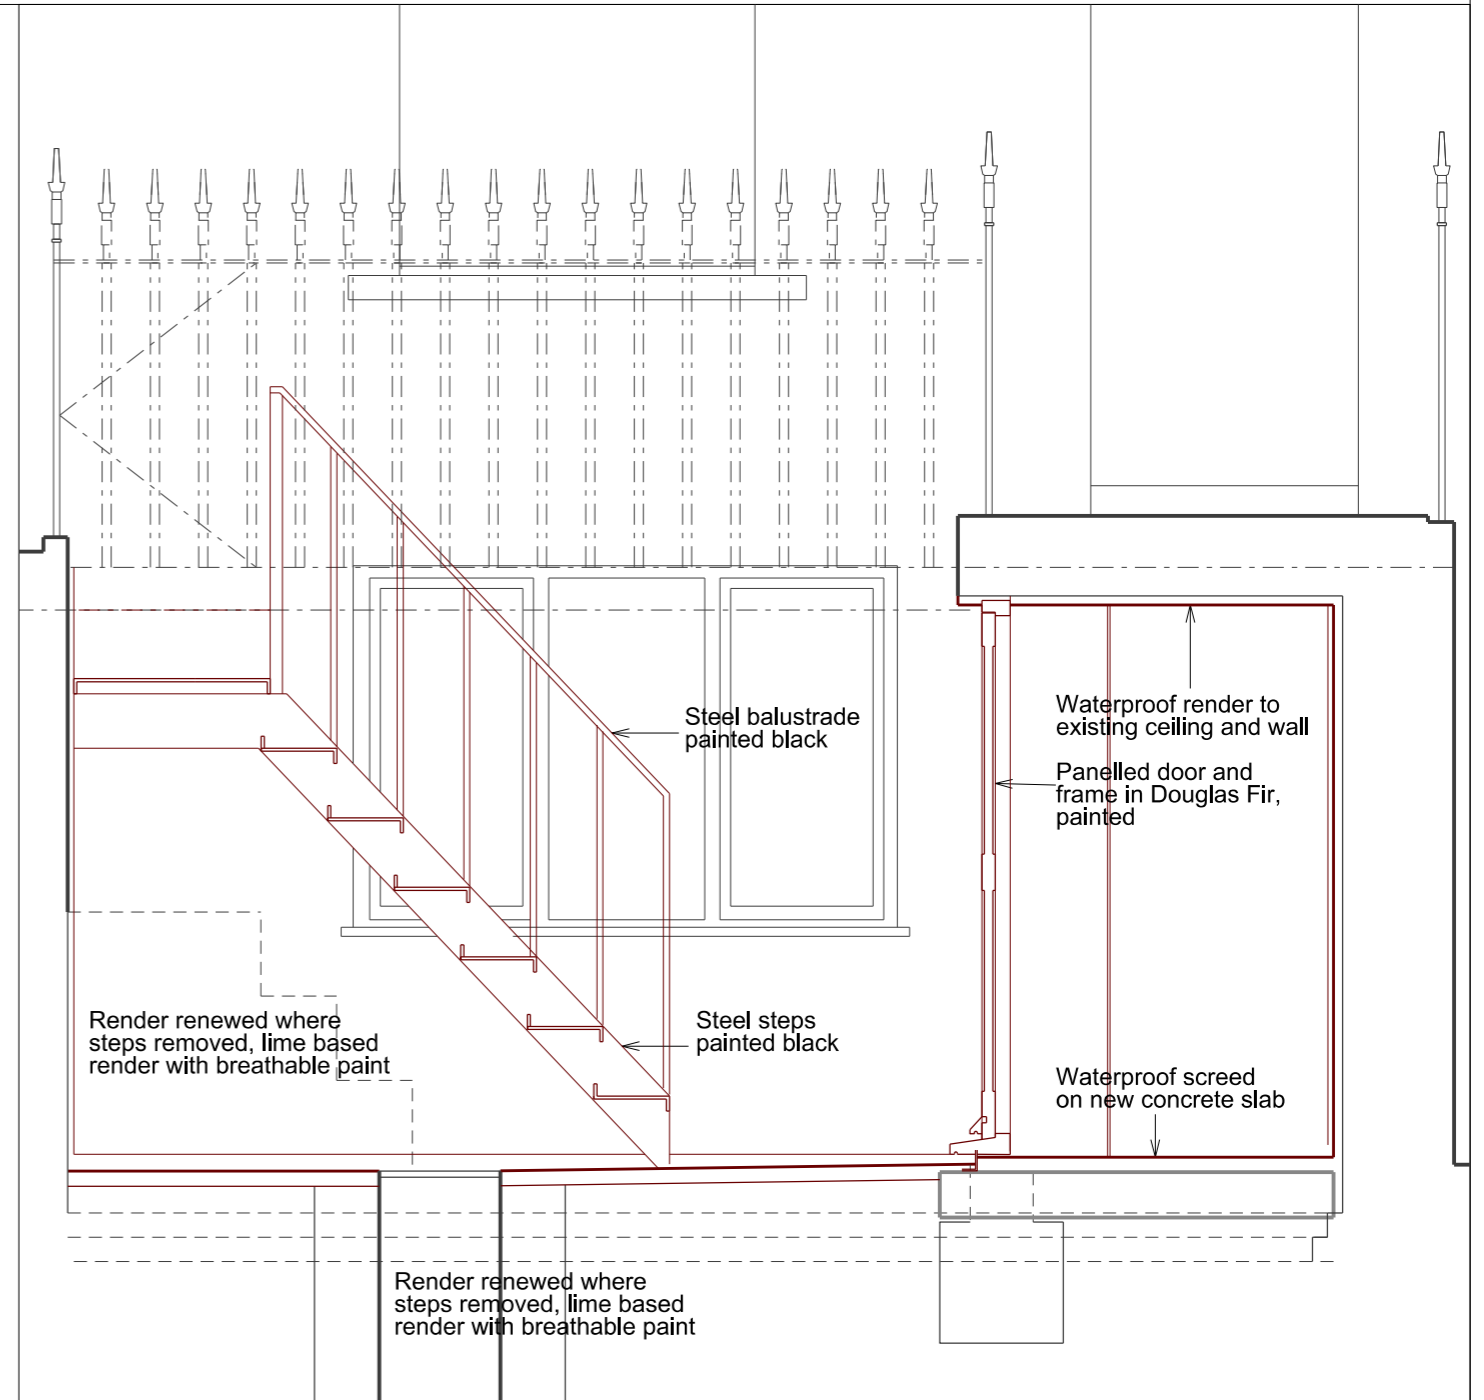 Steel balustrade
painted black
Waterproof render to
existing ceiling and wall
Panelled door and
frame in Douglas Fir,
painted
Render renewed where
steps removed, lime based
render with breathable paint
Steel steps
painted black
Waterproof screed
on new concrete slab
Render renewed where
steps removed, lime based
render with breathable paint